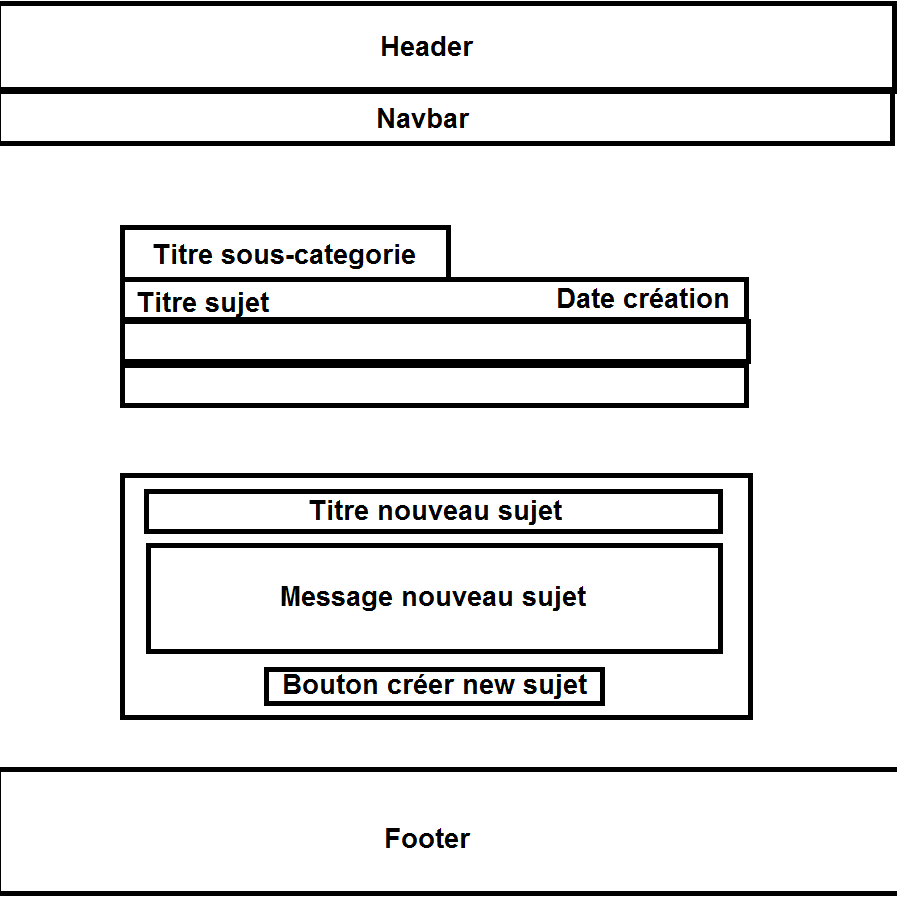 Header
Navbar
Titre sous-categorie
Titre sujet Date création
Titre nouveau sujet
Message nouveau sujet
Bouton créer new sujet
Footer